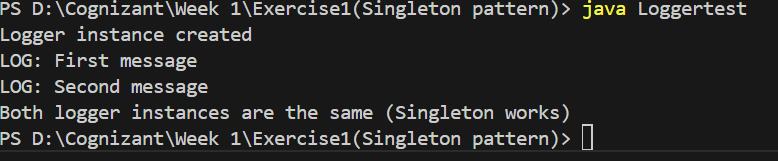 PS D:\Cognizant\Week 1\Exercise1(Singleton pattern)> java Loggertest
Logger instance created
LOG: First message
LOG: Second message
Both logger instances are the same (Singleton works)
PS D:\Cognizant\Week 1\Exercise1(Singleton pattern)>